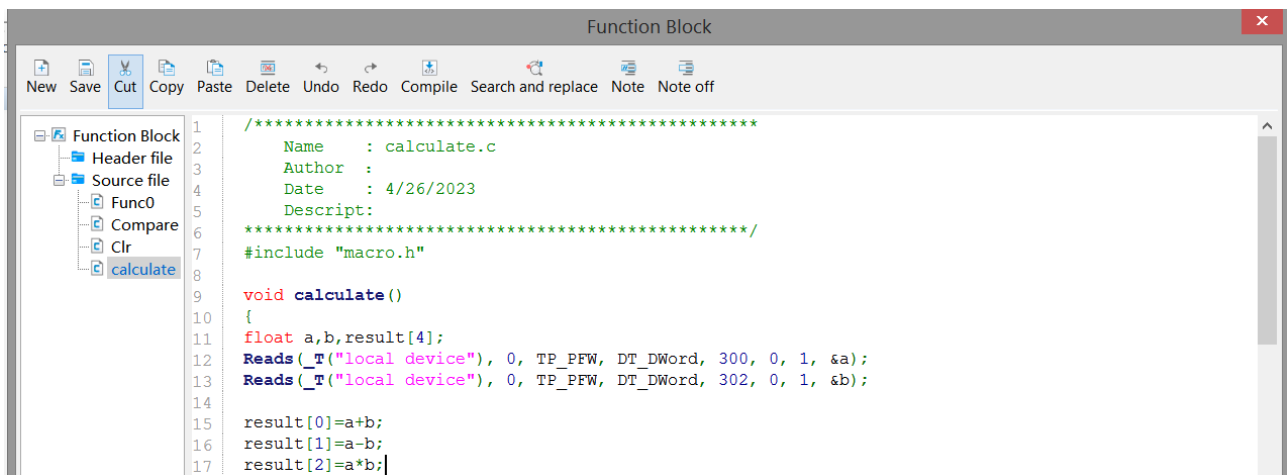 Function Block
New Save Cut Copy Paste Delete Undo Redo Compile Search and replace Note Note off
Function Block
Header file
Source file
Func0
Compare
Clr
calculate
1 /**************************************************
2 Name : calculate.c
3 Author :
4 Date : 4/26/2023
5 Descript:
6 **************************************************/
7 #include "macro.h"
8
9 void calculate()
10 {
11 float a,b,result[4];
12 Reads(_T("local device"), 0, TP_PFW, DT_DWord, 300, 0, 1, &a);
13 Reads(_T("local device"), 0, TP_PFW, DT_DWord, 302, 0, 1, &b);
14
15 result[0]=a+b;
16 result[1]=a-b;
17 result[2]=a*b;